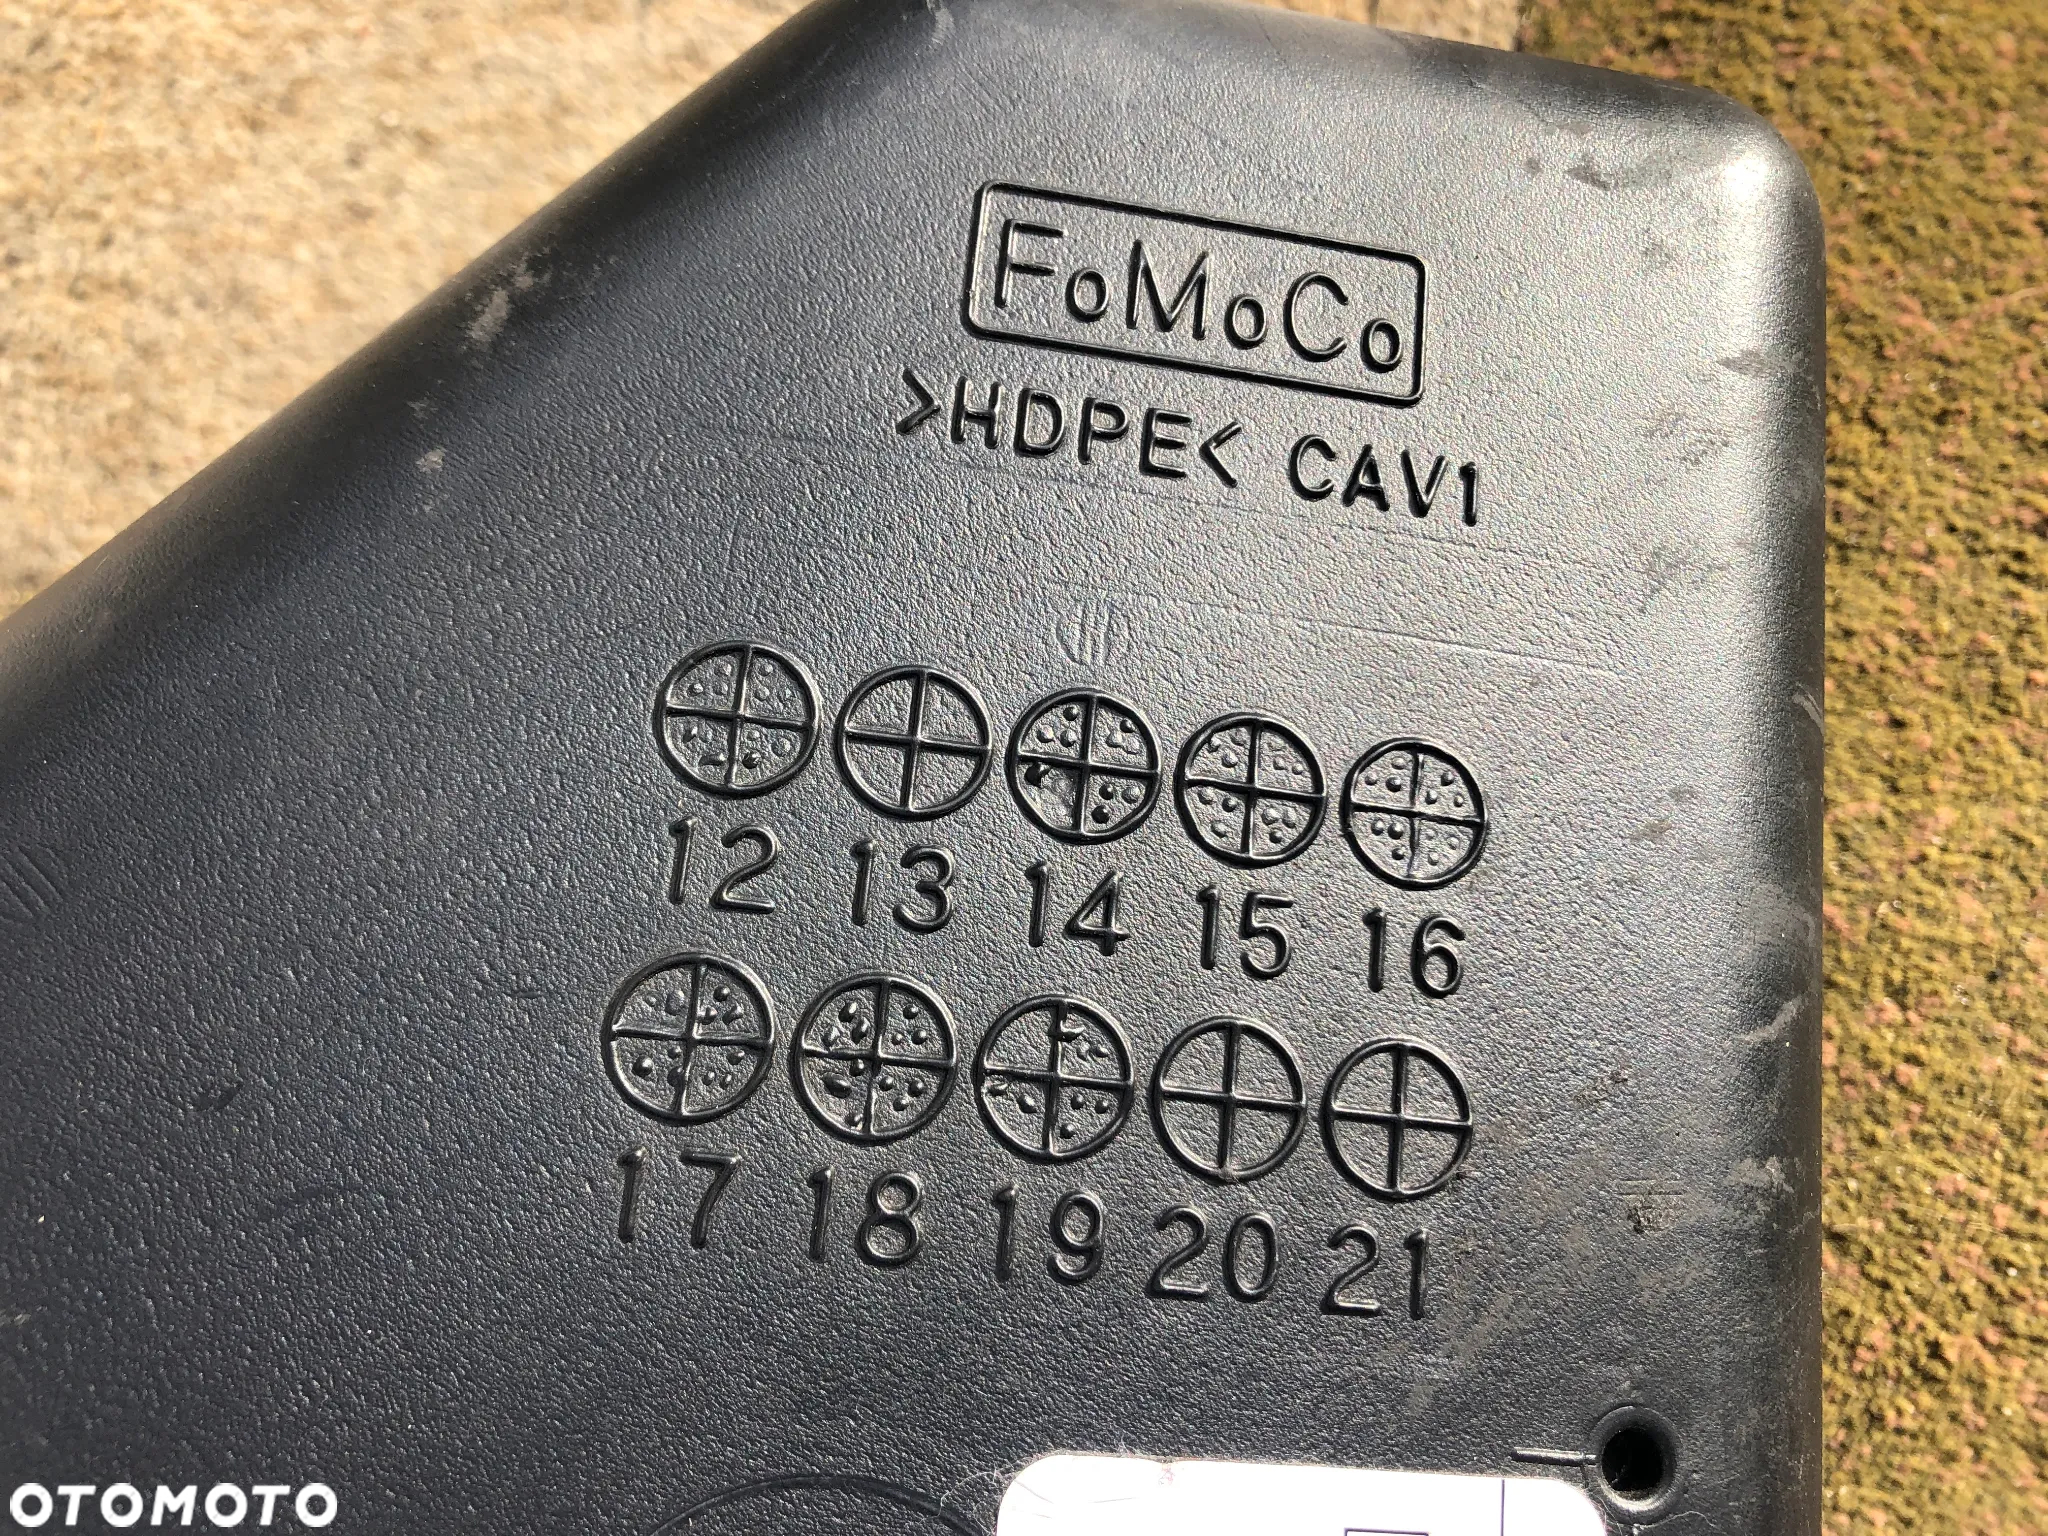 FoMoCo
>HDPE< CAV1
12 13 14 15 16
17 18 19 20 21
OTOMOTO